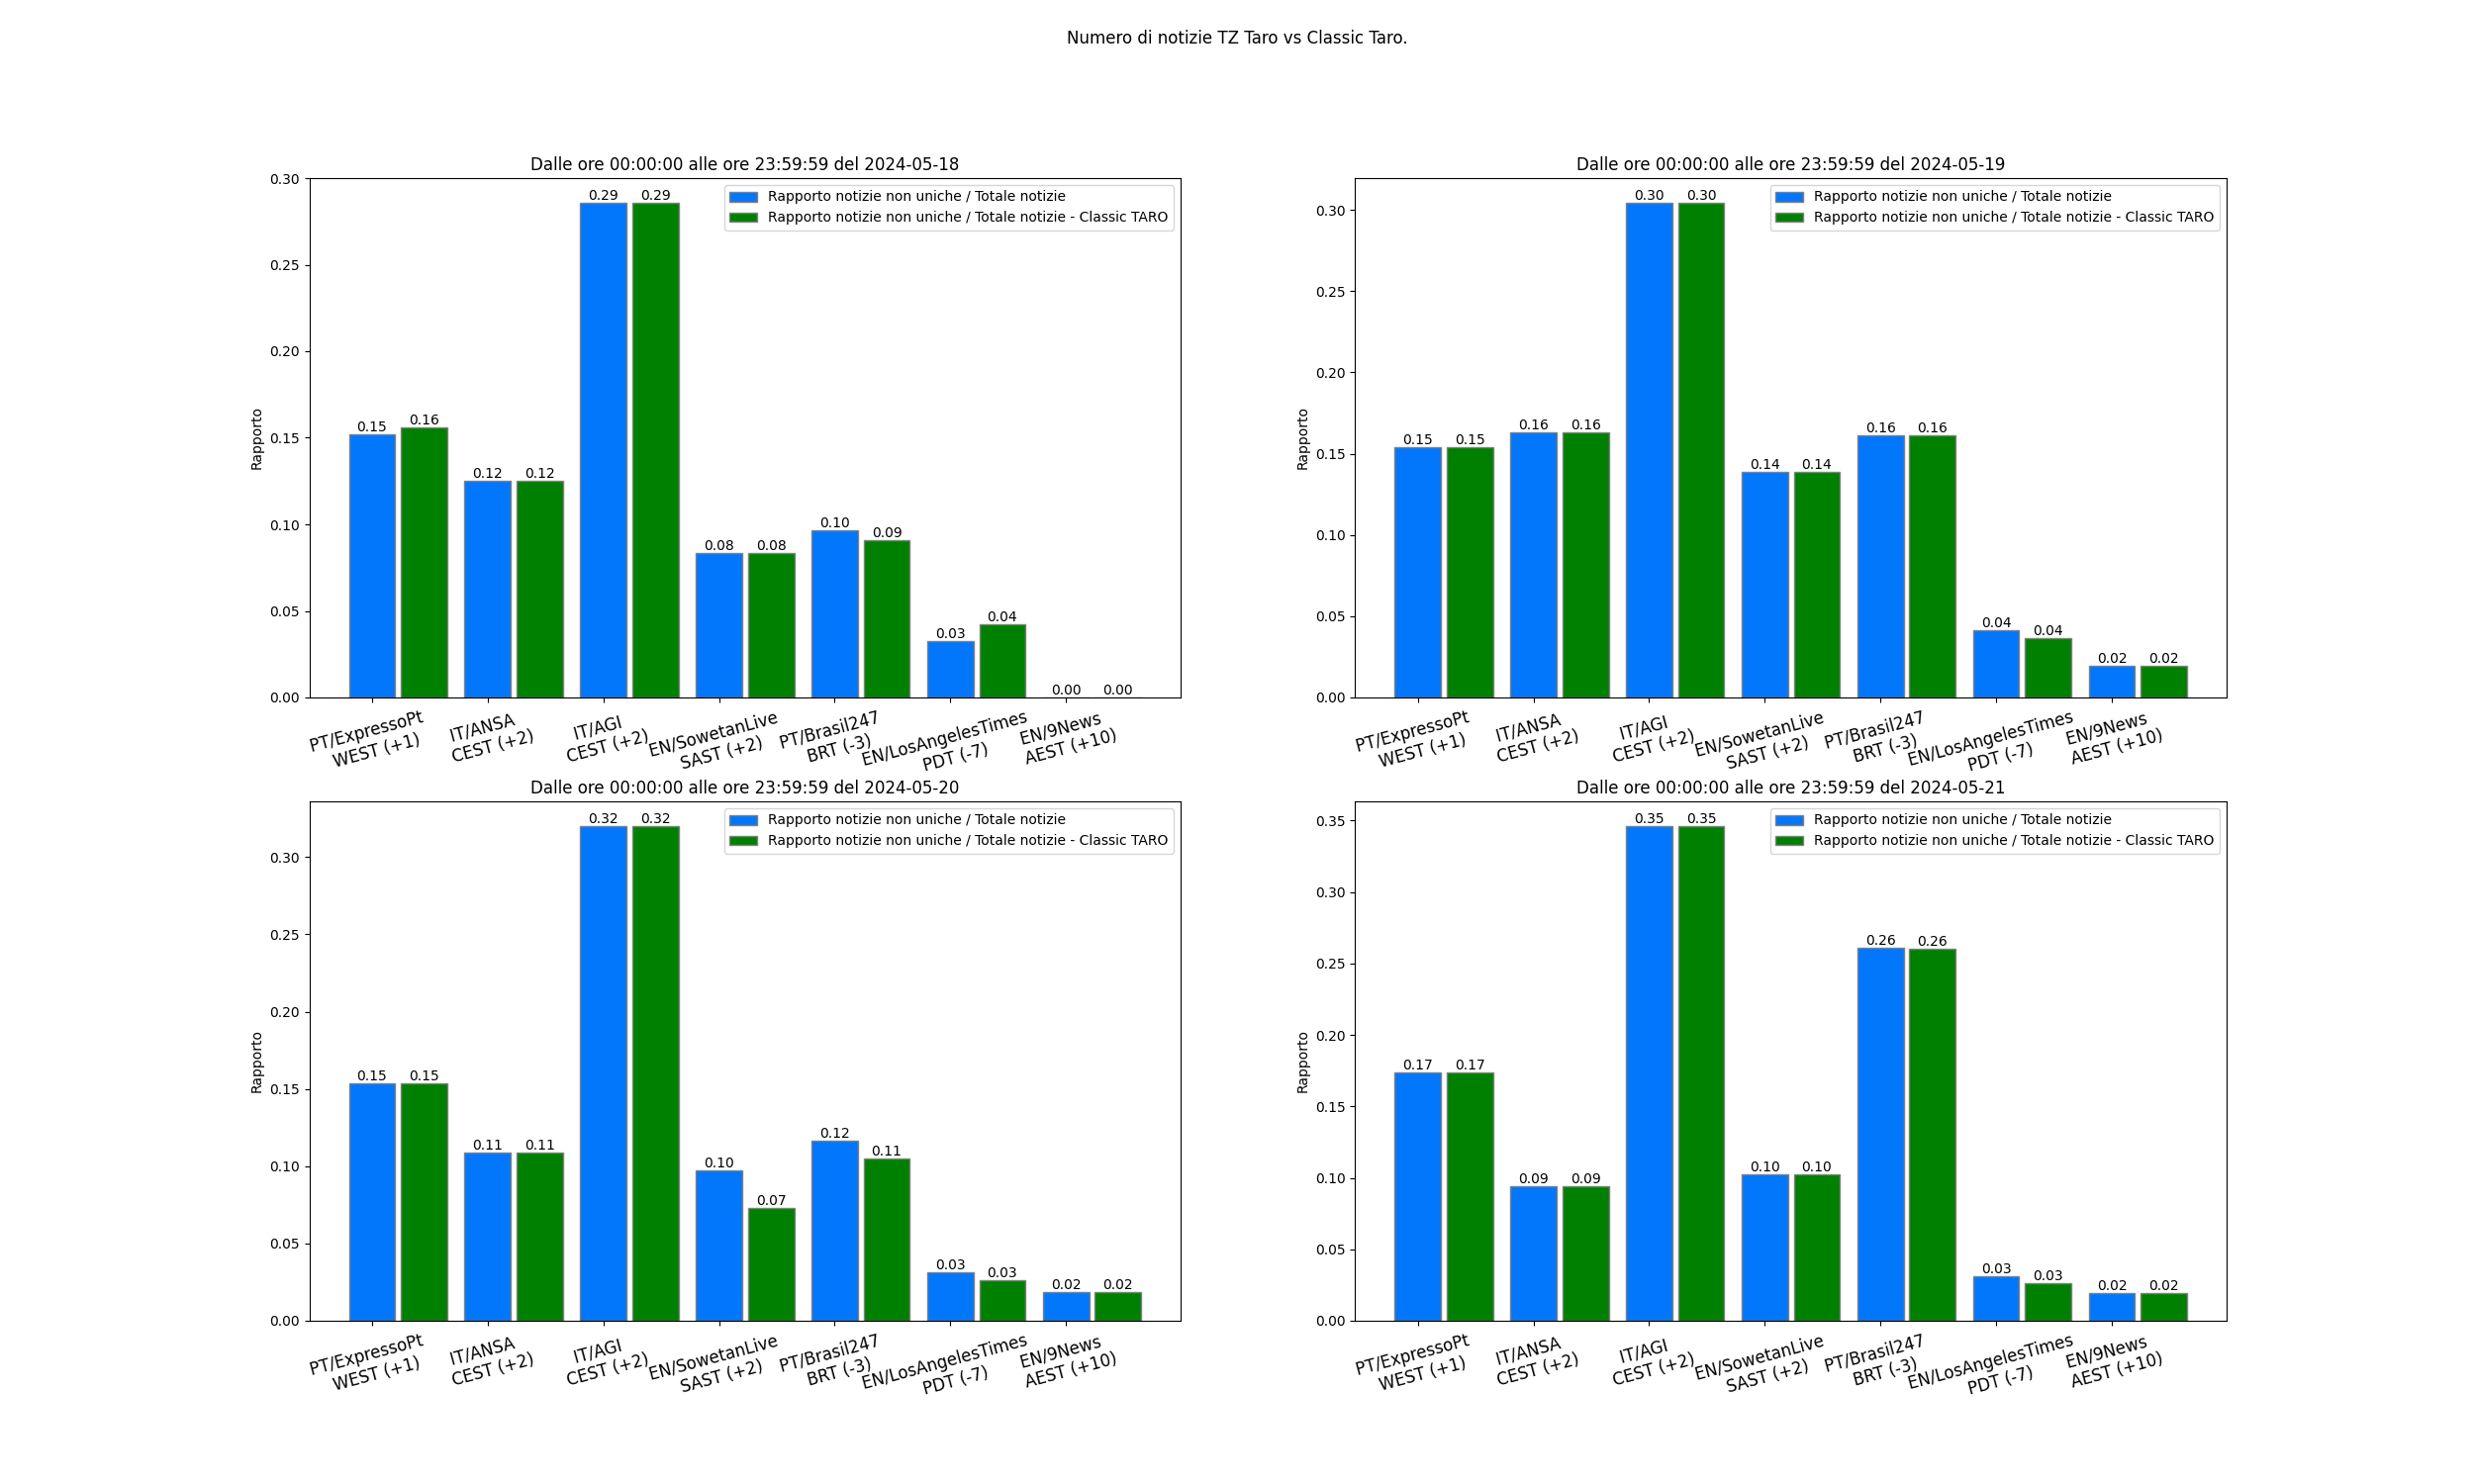 Numero di notizie TZ Taro vs Classic Taro.
Dalle ore 00:00:00 alle ore 23:59:59 del 2024-05-18
Rapporto notizie non uniche / Totale notizie
Rapporto notizie non uniche / Totale notizie - Classic TARO
Rapporto
0.30
0.25
0.20
0.15
0.10
0.05
0.00
0.15 0.16 0.12 0.12 0.29 0.29 0.08 0.08 0.10 0.09 0.03 0.04 0.00 0.00
PT/ExpressoPt
WEST (+1)
IT/ANSA
CEST (+2)
IT/AGI
CEST (+2)
EN/SowetanLive
SAST (+2)
PT/Brasil247
BRT (-3)
EN/LosAngelesTimes
PDT (-7)
EN/9News
AEST (+10)
Dalle ore 00:00:00 alle ore 23:59:59 del 2024-05-19
Rapporto notizie non uniche / Totale notizie
Rapporto notizie non uniche / Totale notizie - Classic TARO
Rapporto
0.30
0.25
0.20
0.15
0.10
0.05
0.00
0.15 0.15 0.16 0.16 0.30 0.30 0.14 0.14 0.16 0.16 0.04 0.04 0.02 0.02
PT/ExpressoPt
WEST (+1)
IT/ANSA
CEST (+2)
IT/AGI
CEST (+2)
EN/SowetanLive
SAST (+2)
PT/Brasil247
BRT (-3)
EN/LosAngelesTimes
PDT (-7)
EN/9News
AEST (+10)
Dalle ore 00:00:00 alle ore 23:59:59 del 2024-05-20
Rapporto notizie non uniche / Totale notizie
Rapporto notizie non uniche / Totale notizie - Classic TARO
Rapporto
0.30
0.25
0.20
0.15
0.10
0.05
0.00
0.15 0.15 0.11 0.11 0.32 0.32 0.10 0.07 0.12 0.11 0.03 0.03 0.02 0.02
PT/ExpressoPt
WEST (+1)
IT/ANSA
CEST (+2)
IT/AGI
CEST (+2)
EN/SowetanLive
SAST (+2)
PT/Brasil247
BRT (-3)
EN/LosAngelesTimes
PDT (-7)
EN/9News
AEST (+10)
Dalle ore 00:00:00 alle ore 23:59:59 del 2024-05-21
Rapporto notizie non uniche / Totale notizie
Rapporto notizie non uniche / Totale notizie - Classic TARO
Rapporto
0.35
0.30
0.25
0.20
0.15
0.10
0.05
0.00
0.17 0.17 0.09 0.09 0.35 0.35 0.10 0.10 0.26 0.26 0.03 0.03 0.02 0.02
PT/ExpressoPt
WEST (+1)
IT/ANSA
CEST (+2)
IT/AGI
CEST (+2)
EN/SowetanLive
SAST (+2)
PT/Brasil247
BRT (-3)
EN/LosAngelesTimes
PDT (-7)
EN/9News
AEST (+10)